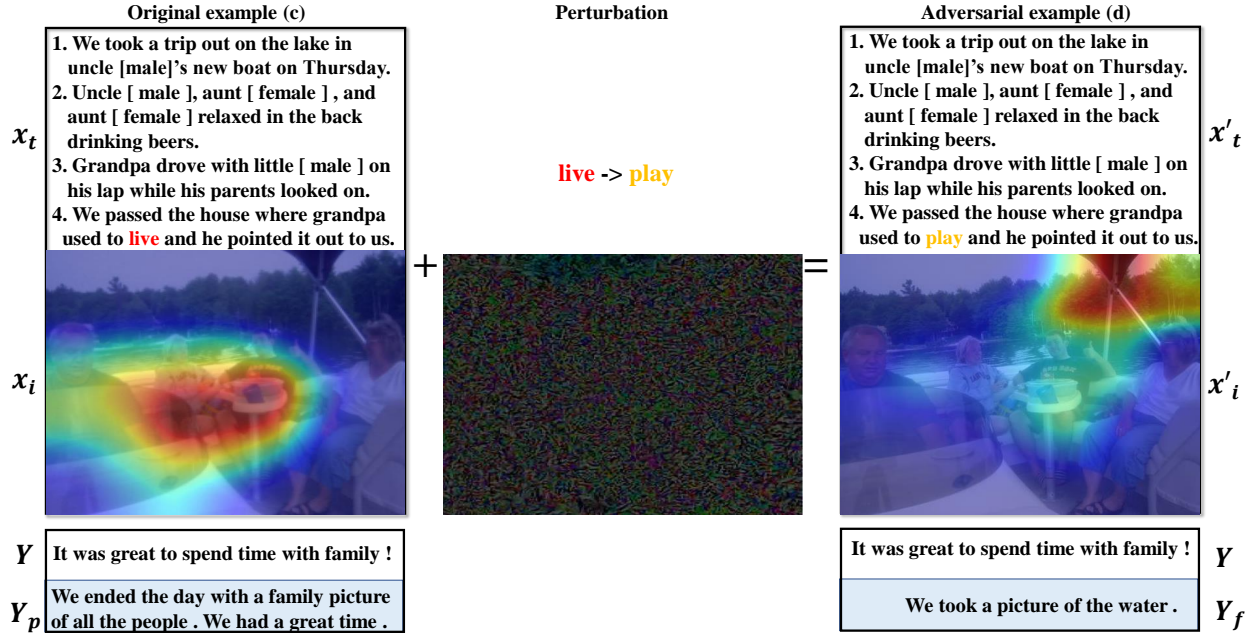 Original example (c)
Perturbation
Adversarial example (d)
1. We took a trip out on the lake in
uncle [male]'s new boat on Thursday.
2. Uncle [ male ], aunt [ female ] , and
aunt [ female ] relaxed in the back
drinking beers.
3. Grandpa drove with little [ male ] on
his lap while his parents looked on.
4. We passed the house where grandpa
used to live and he pointed it out to us.
x_t
live -> play
1. We took a trip out on the lake in
uncle [male]'s new boat on Thursday.
2. Uncle [ male ], aunt [ female ] , and
aunt [ female ] relaxed in the back
drinking beers.
3. Grandpa drove with little [ male ] on
his lap while his parents looked on.
4. We passed the house where grandpa
used to play and he pointed it out to us.
x'_t
+
=
x_i
x'_i
Y
It was great to spend time with family !
It was great to spend time with family !
Y
Y_p
We ended the day with a family picture
of all the people . We had a great time .
We took a picture of the water .
Y_f